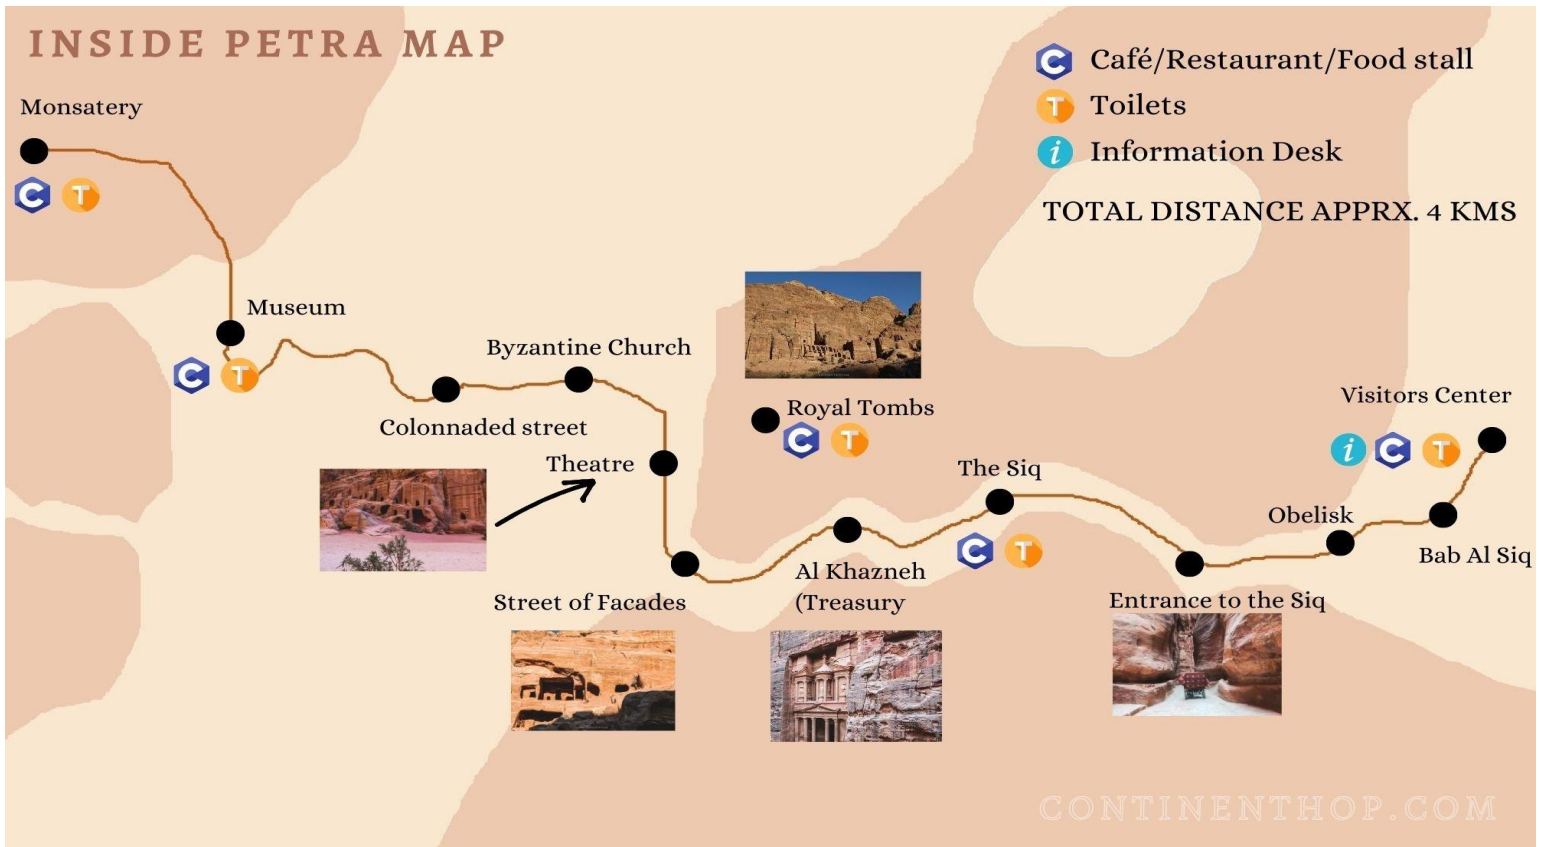 INSIDE PETRA MAP
C Café/Restaurant/Food stall
T Toilets
i Information Desk
TOTAL DISTANCE APPRX. 4 KMS
Monsatery
C T
Museum
C T
Byzantine Church
Colonnaded street
Theatre
Royal Tombs
C T
Visitors Center
i C T
The Siq
C T
Obelisk
Bab Al Siq
Al Khazneh
(Treasury
Street of Facades
Entrance to the Siq
CONTINENTHOP.COM